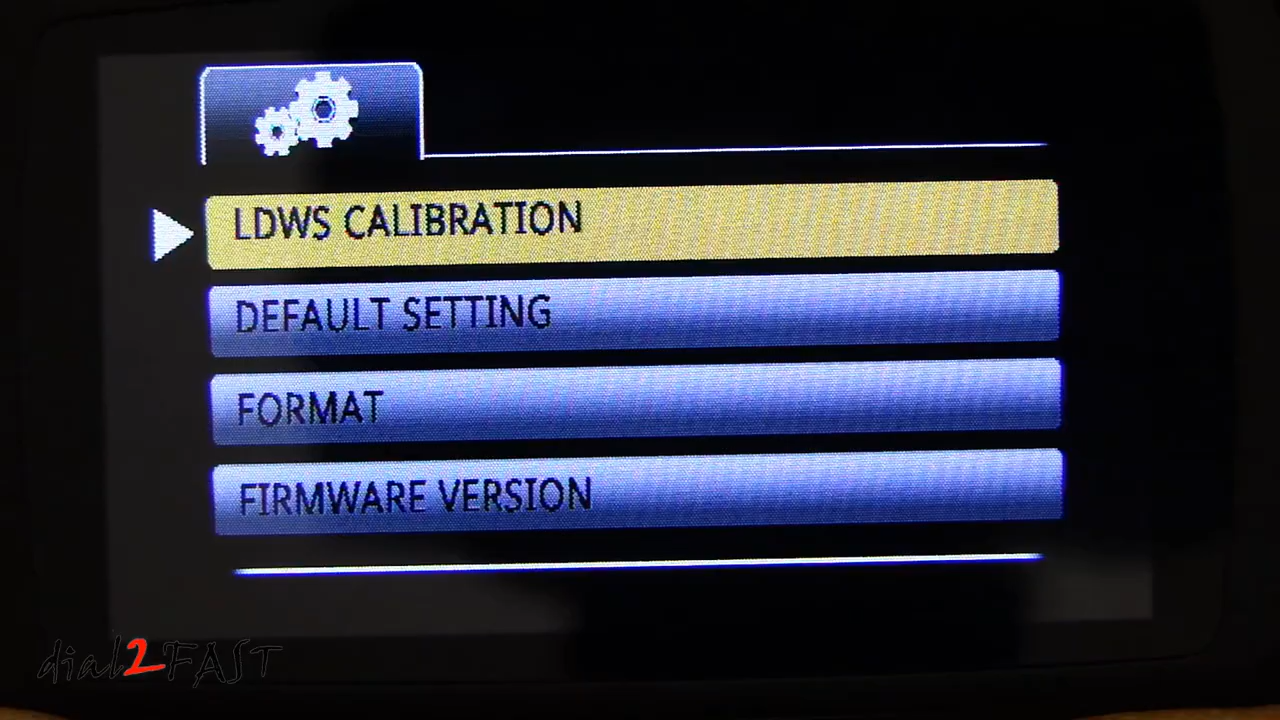 LDWS CALIBRATION
DEFAULT SETTING
FORMAT
FIRMWARE VERSION
dial2FAST